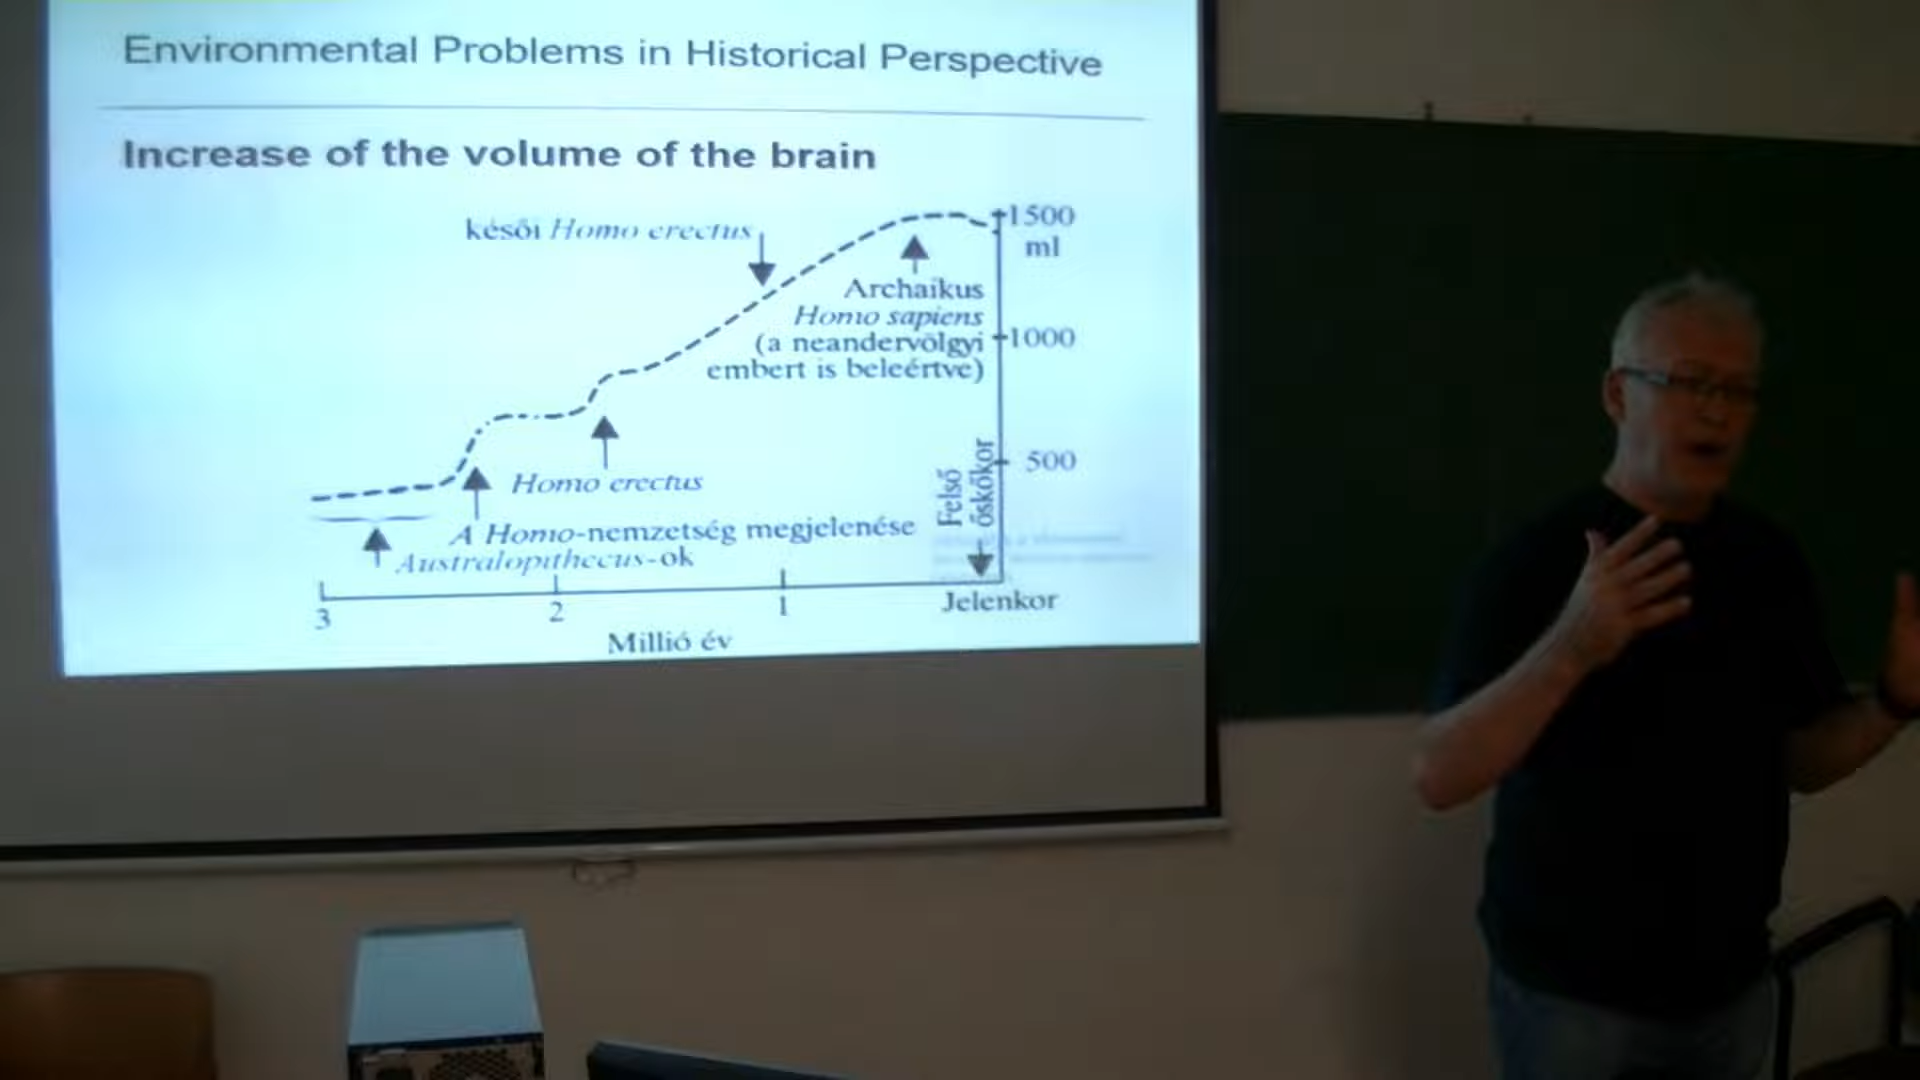 Environmental Problems in Historical Perspective
Increase of the volume of the brain
késői Homo erectus
1500
ml
Archaikus
Homo sapiens
(a neandervölgyi
embert is beleértve)
1000
500
Felső
őskőkor
Homo erectus
A Homo-nemzetség megjelenése
Australopithecus-ok
3
2
1
Jelenkor
Millió év